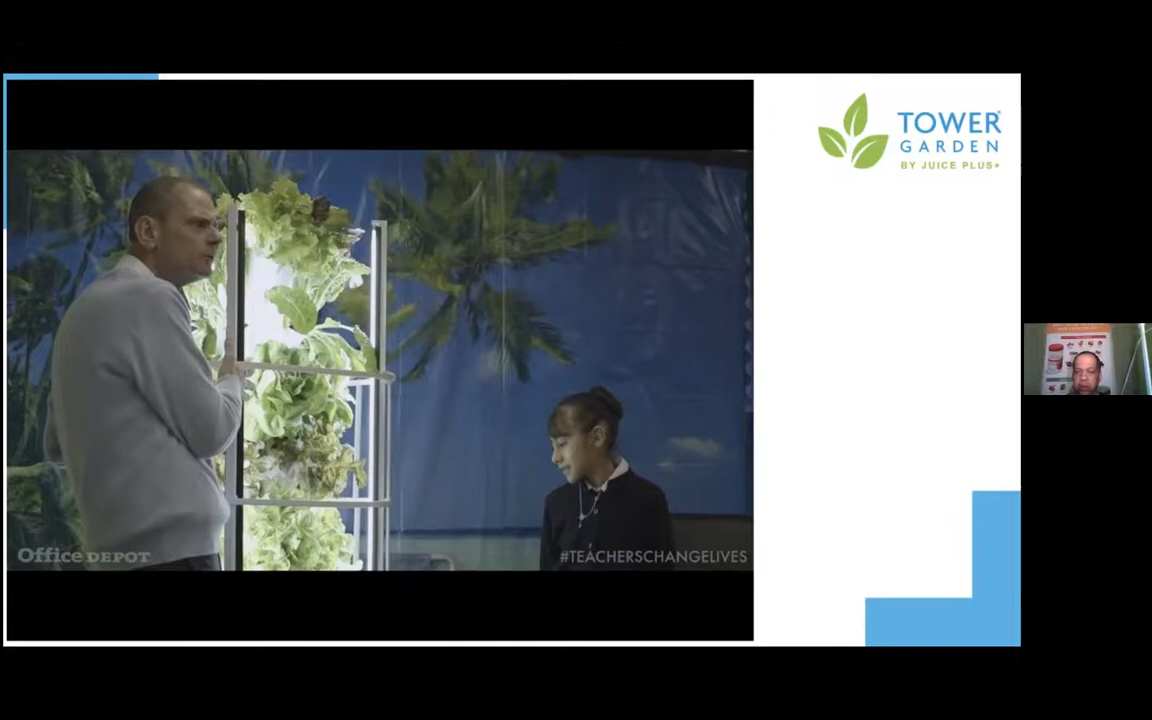 TOWER
GARDEN
BY JUICE PLUS+
Office DEPOT
#TEACHERSCHANGELIVES